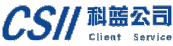 CSII 科蓝公司
Client Service